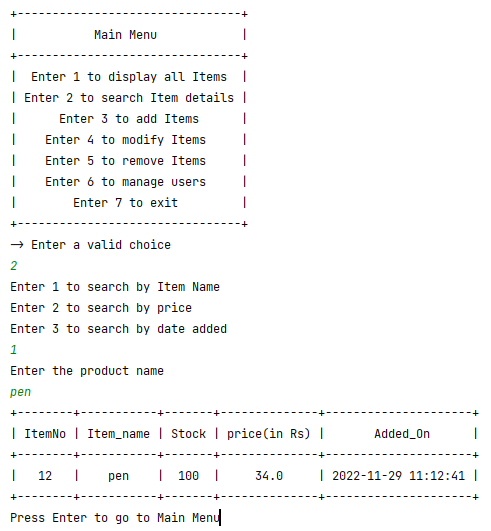 +--------------------------------+
|           Main Menu            |
+--------------------------------+
|  Enter 1 to display all Items  |
| Enter 2 to search Item details |
|      Enter 3 to add Items      |
|    Enter 4 to modify Items     |
|    Enter 5 to remove Items     |
|    Enter 6 to manage users     |
|        Enter 7 to exit         |
+--------------------------------+
-> Enter a valid choice
2
Enter 1 to search by Item Name
Enter 2 to search by price
Enter 3 to search by date added
1
Enter the product name
pen
+--------+-----------+-------+--------------+---------------------+
| ItemNo | Item_name | Stock | price(in Rs) |       Added_On      |
+--------+-----------+-------+--------------+---------------------+
|   12   |    pen    |  100  |     34.0     | 2022-11-29 11:12:41 |
+--------+-----------+-------+--------------+---------------------+
Press Enter to go to Main Menu